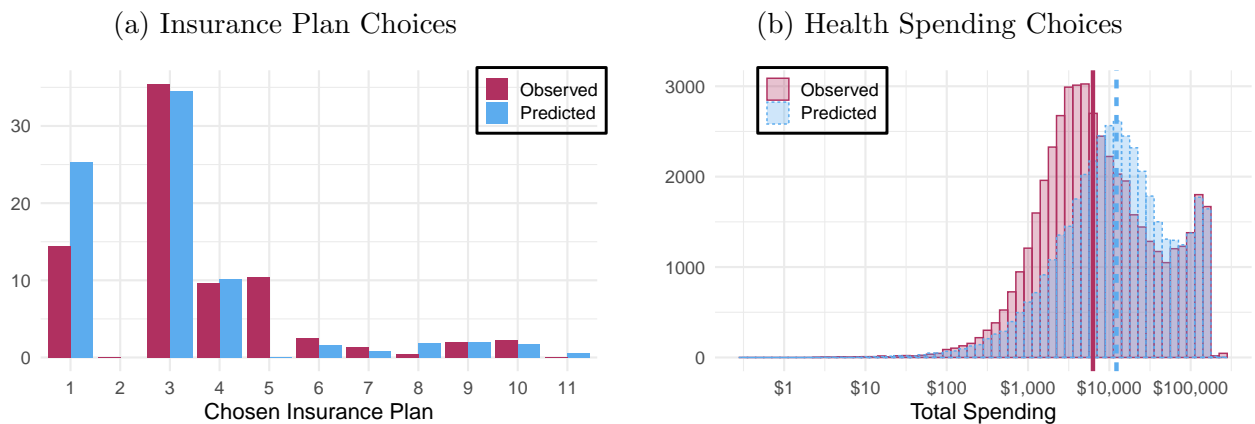 (a) Insurance Plan Choices
Observed
Predicted
30
20
10
0
1 2 3 4 5 6 7 8 9 10 11
Chosen Insurance Plan
(b) Health Spending Choices
Observed
Predicted
3000
2000
1000
0
$1 $10 $100 $1,000 $10,000 $100,000
Total Spending